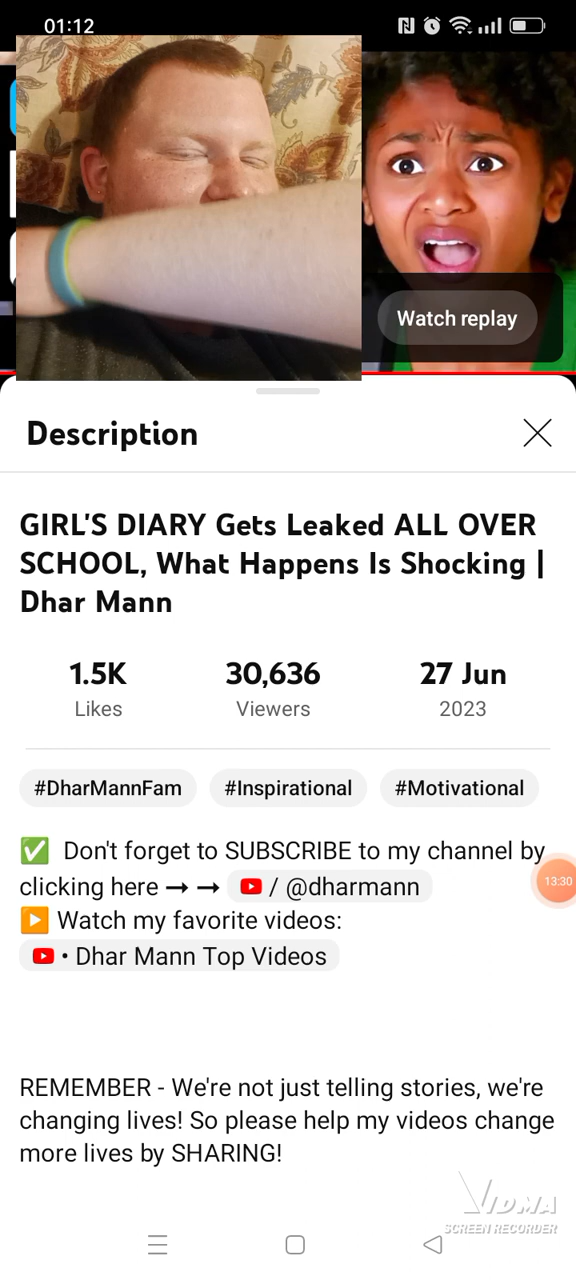 01:12
Watch replay
Description
GIRL'S DIARY Gets Leaked ALL OVER
SCHOOL, What Happens Is Shocking |
Dhar Mann
1.5K
30,636
27 Jun
Likes
Viewers
2023
#DharMannFam
#Inspirational
#Motivational
✅ Don't forget to SUBSCRIBE to my channel by
clicking here ➞ ➞ / @dharmann
13:30
▶️ Watch my favorite videos:
• Dhar Mann Top Videos
REMEMBER - We're not just telling stories, we're
changing lives! So please help my videos change
more lives by SHARING!
VIDMA
SCREEN RECORDER